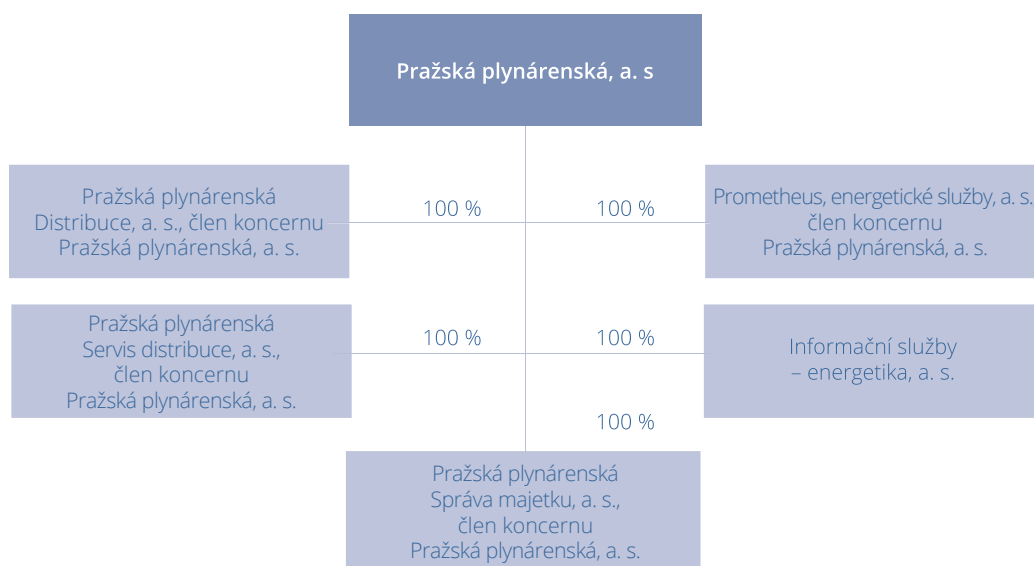 Pražská plynárenská, a. s
Pražská plynárenská
Distribuce, a. s., člen koncernu
Pražská plynárenská, a. s.
100 %
100 %
Prometheus, energetické služby, a. s.
člen koncernu
Pražská plynárenská, a. s.
Pražská plynárenská
Servis distribuce, a. s.,
člen koncernu
Pražská plynárenská, a. s.
100 %
100 %
Informační služby
– energetika, a. s.
100 %
Pražská plynárenská
Správa majetku, a. s.,
člen koncernu
Pražská plynárenská, a. s.